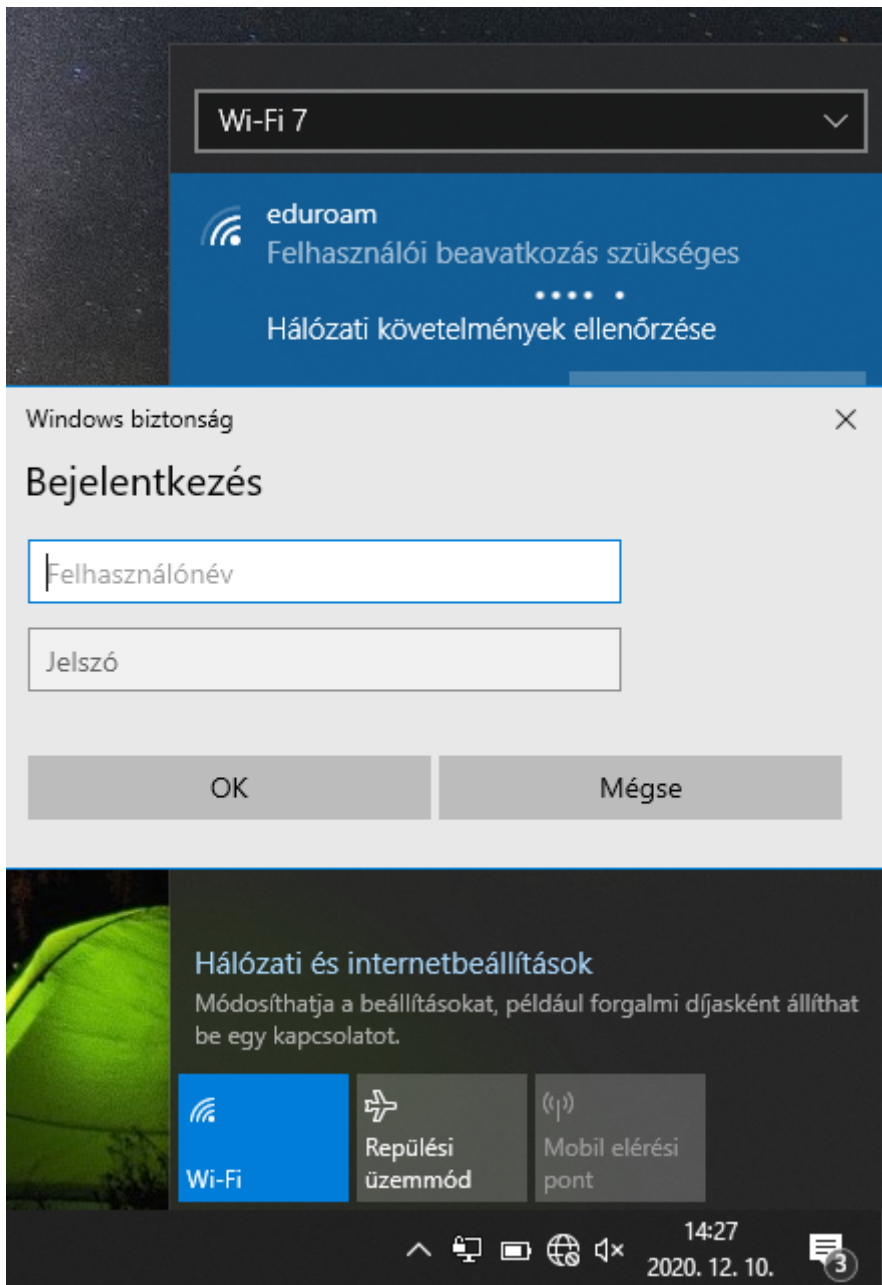 Wi-Fi 7
eduroam
Felhasználói beavatkozás szükséges
Hálózati követelmények ellenőrzése
Windows biztonság
Bejelentkezés
Felhasználónév
Jelszó
OK
Mégse
Hálózati és internetbeállítások
Módosíthatja a beállításokat, például forgalmi díjasként állíthat
be egy kapcsolatot.
Wi-Fi
Repülési
üzemmód
Mobil elérési
pont
14:27
2020. 12. 10.
3